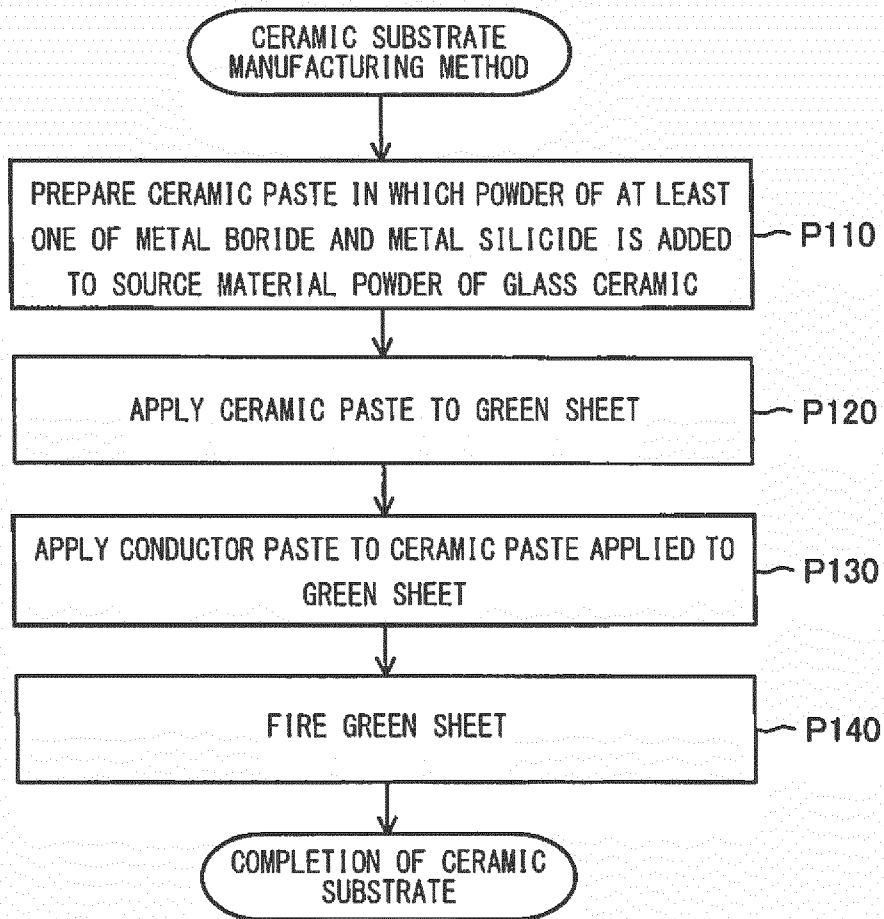 CERAMIC SUBSTRATE
MANUFACTURING METHOD
PREPARE CERAMIC PASTE IN WHICH POWDER OF AT LEAST
ONE OF METAL BORIDE AND METAL SILICIDE IS ADDED
TO SOURCE MATERIAL POWDER OF GLASS CERAMIC
P110
APPLY CERAMIC PASTE TO GREEN SHEET
P120
APPLY CONDUCTOR PASTE TO CERAMIC PASTE APPLIED TO
GREEN SHEET
P130
FIRE GREEN SHEET
P140
COMPLETION OF CERAMIC
SUBSTRATE